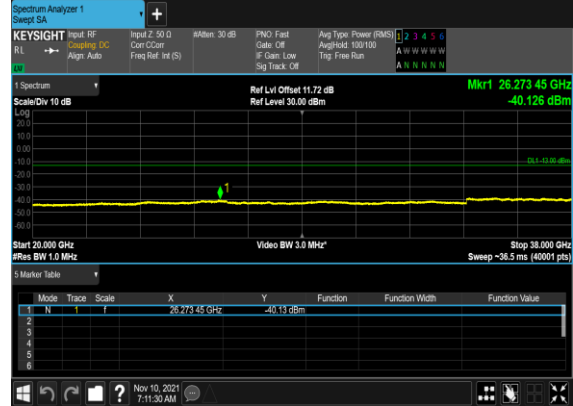 Spectrum Analyzer 1
Swept SA
+
KEYSIGHT Input: RF Input Z: 50 Ω #Atten: 30 dB PNO: Fast Avg Type: Power (RMS) 1 2 3 4 5 6
RL Coupling: DC Corr CCorr Gate: Off Avg|Hold: 100/100 A W W W W W
Align: Auto Freq Ref: Int (S) IF Gain: Low Trig: Free Run
Sig Track: Off A N N N N N
1 Spectrum
Ref Lvl Offset 11.72 dB Mkr1 26.273 45 GHz
Scale/Div 10 dB Ref Level 30.00 dBm -40.126 dBm
Log
20.0
10.0
0.00
-10.0
DL1 -13.00 dBm
-20.0
-30.0
1
-40.0
-50.0
-60.0
Start 20.000 GHz Video BW 3.0 MHz* Stop 38.000 GHz
#Res BW 1.0 MHz Sweep ~36.5 ms (40001 pts)
5 Marker Table
Mode Trace Scale X Y Function Function Width Function Value
1 N 1 f 26.273 45 GHz -40.13 dBm
2
3
4
5
6
? Nov 10, 2021
7:11:30 AM